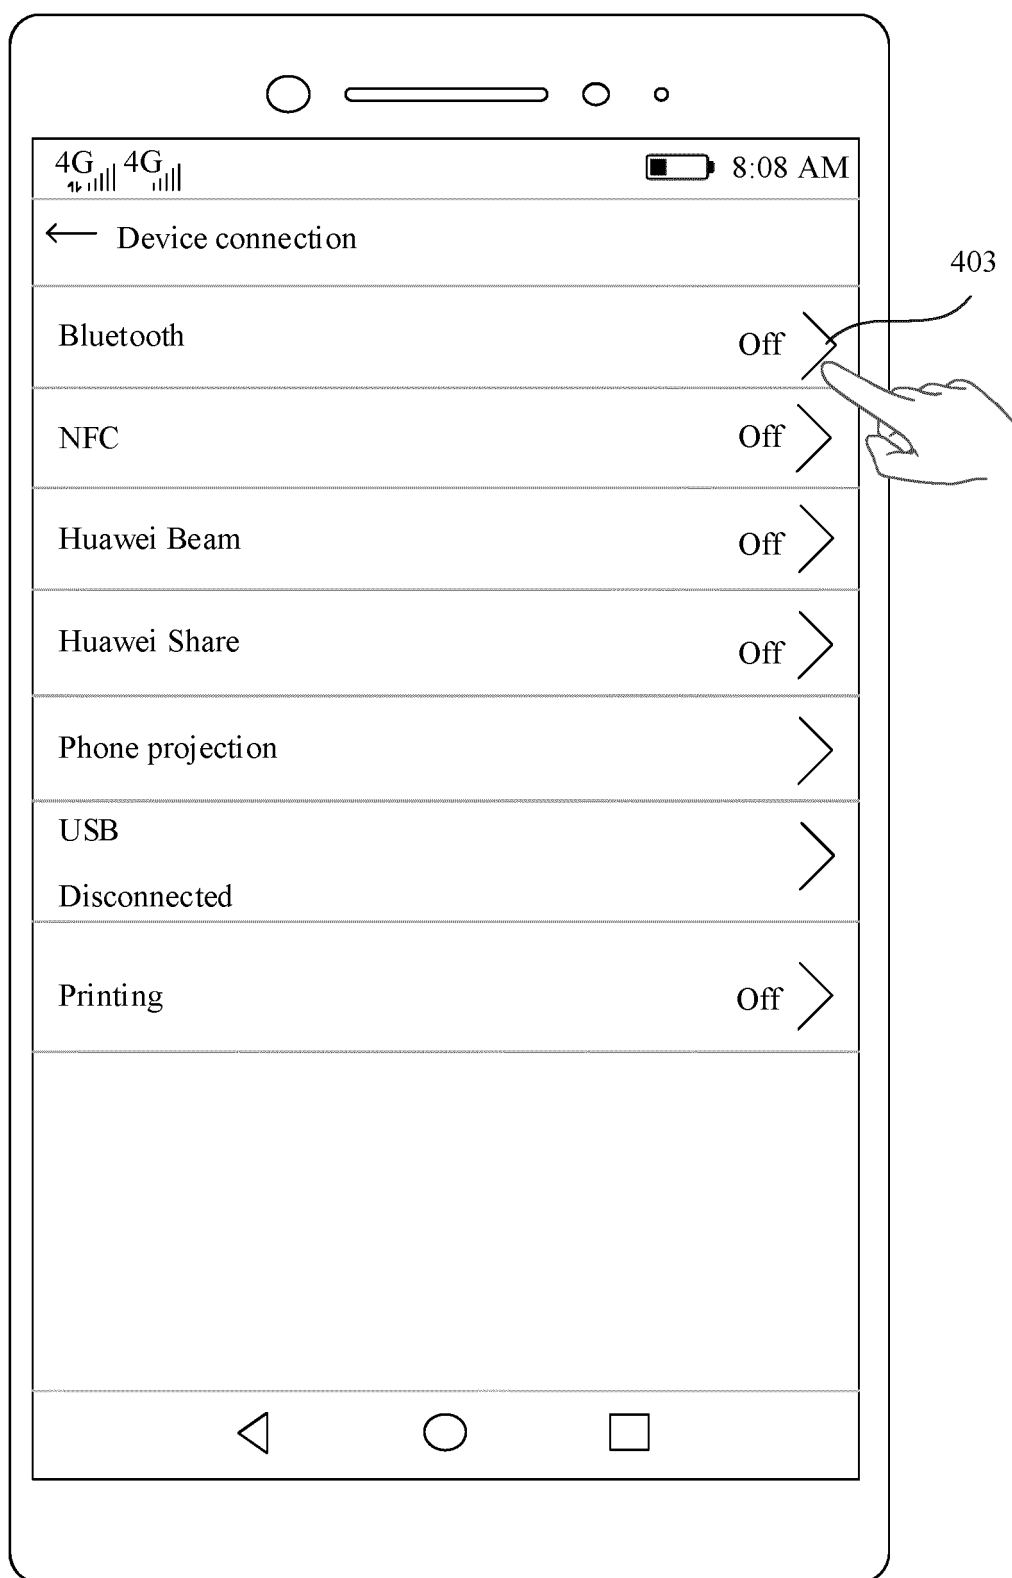 4G 4G 8:08 AM
Device connection
403
Bluetooth Off
NFC Off
Huawei Beam Off
Huawei Share Off
Phone projection
USB
Disconnected
Printing Off